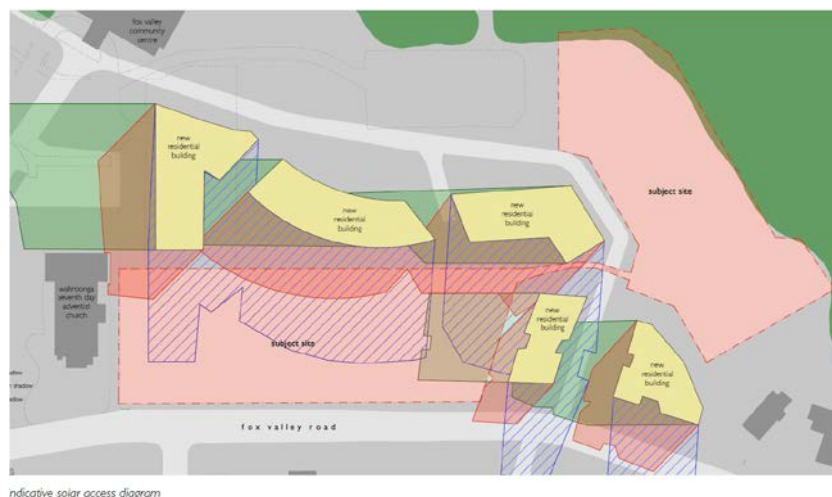 fox valley
community
centre
new
residential
building
new
residential
building
new
residential
building
subject site
wahroonga
seventh day
adventist
church
new
residential
building
subject site
new
residential
building
fox valley road
indicative solar access diagram